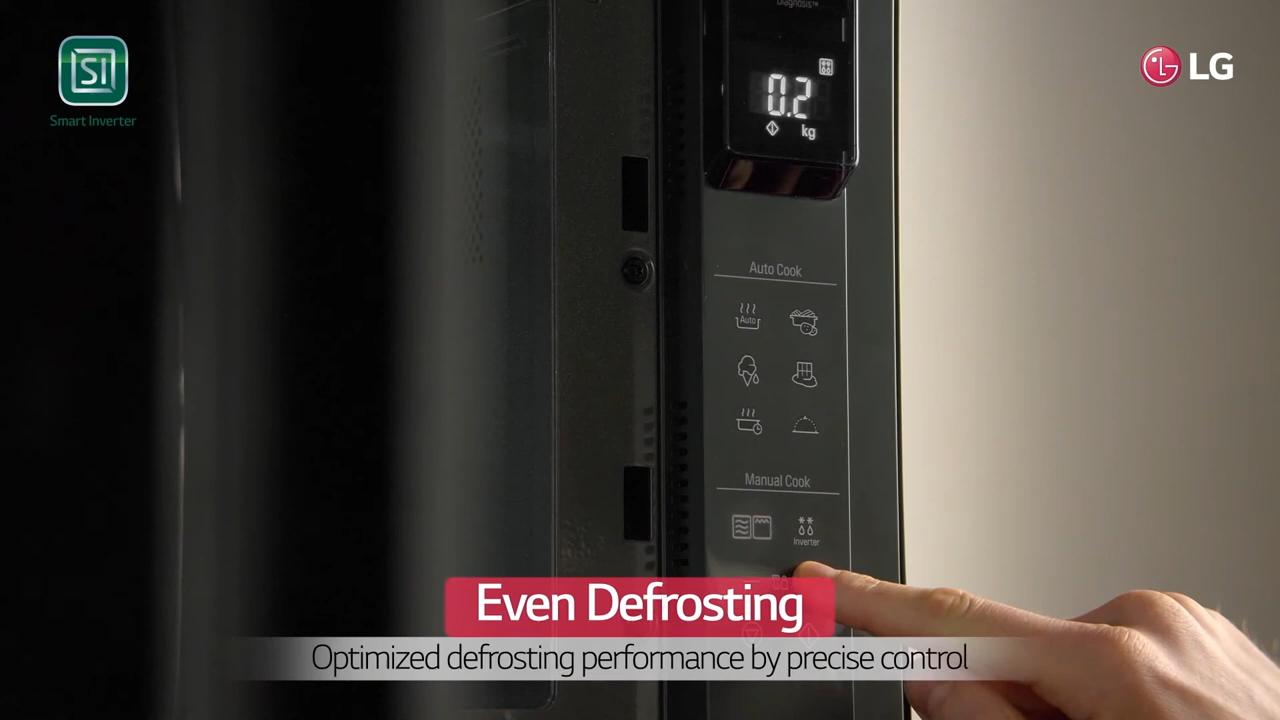 Diagnosis™
SI
Smart Inverter
LG
0.2
kg
Auto Cook
Auto
Manual Cook
Inverter
Even Defrosting
Optimized defrosting performance by precise control